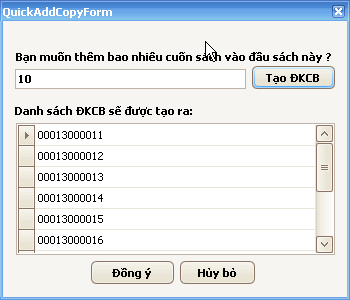 QuickAddCopyForm
Bạn muốn thêm bao nhiêu cuốn sách vào đầu sách này ?
10
Tạo ĐKCB
Danh sách ĐKCB sẽ được tạo ra:
00013000011
00013000012
00013000013
00013000014
00013000015
00013000016
Đồng ý
Hủy bỏ